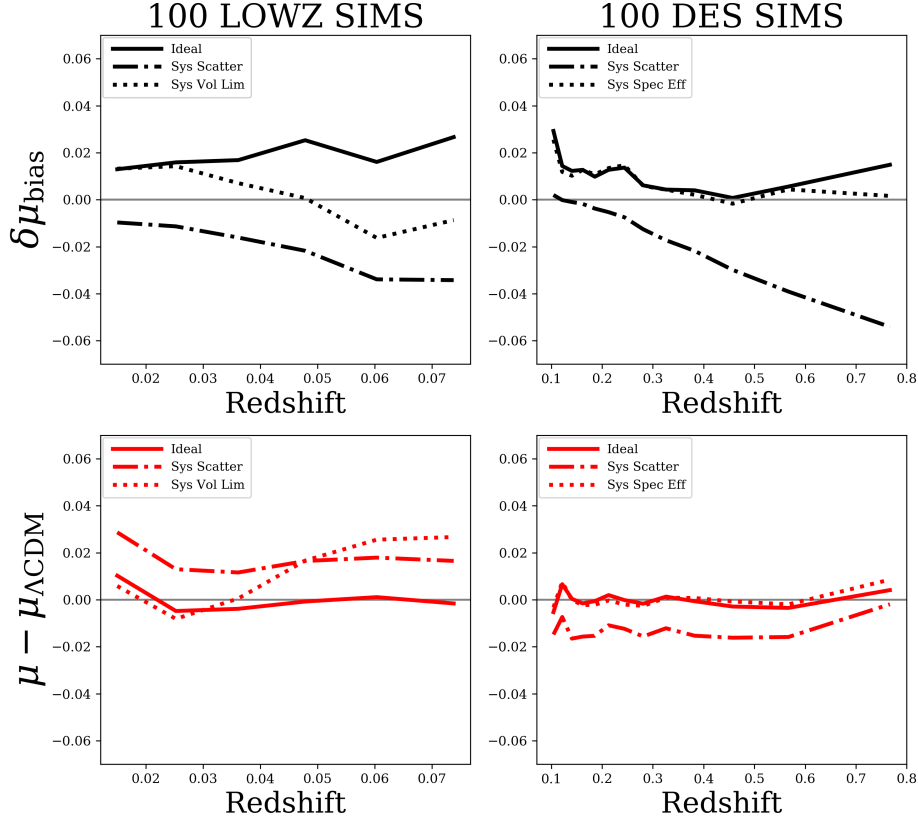 100 LOWZ SIMS
100 DES SIMS
Ideal
Sys Scatter
Sys Vol Lim
0.06
0.04
0.02
0.00
−0.02
−0.04
−0.06
δμbias
0.02 0.03 0.04 0.05 0.06 0.07
Redshift
Ideal
Sys Scatter
Sys Spec Eff
0.06
0.04
0.02
0.00
−0.02
−0.04
−0.06
0.1 0.2 0.3 0.4 0.5 0.6 0.7 0.8
Redshift
Ideal
Sys Scatter
Sys Vol Lim
0.06
0.04
0.02
0.00
−0.02
−0.04
−0.06
μ − μΛCDM
0.02 0.03 0.04 0.05 0.06 0.07
Redshift
Ideal
Sys Scatter
Sys Spec Eff
0.06
0.04
0.02
0.00
−0.02
−0.04
−0.06
0.1 0.2 0.3 0.4 0.5 0.6 0.7 0.8
Redshift